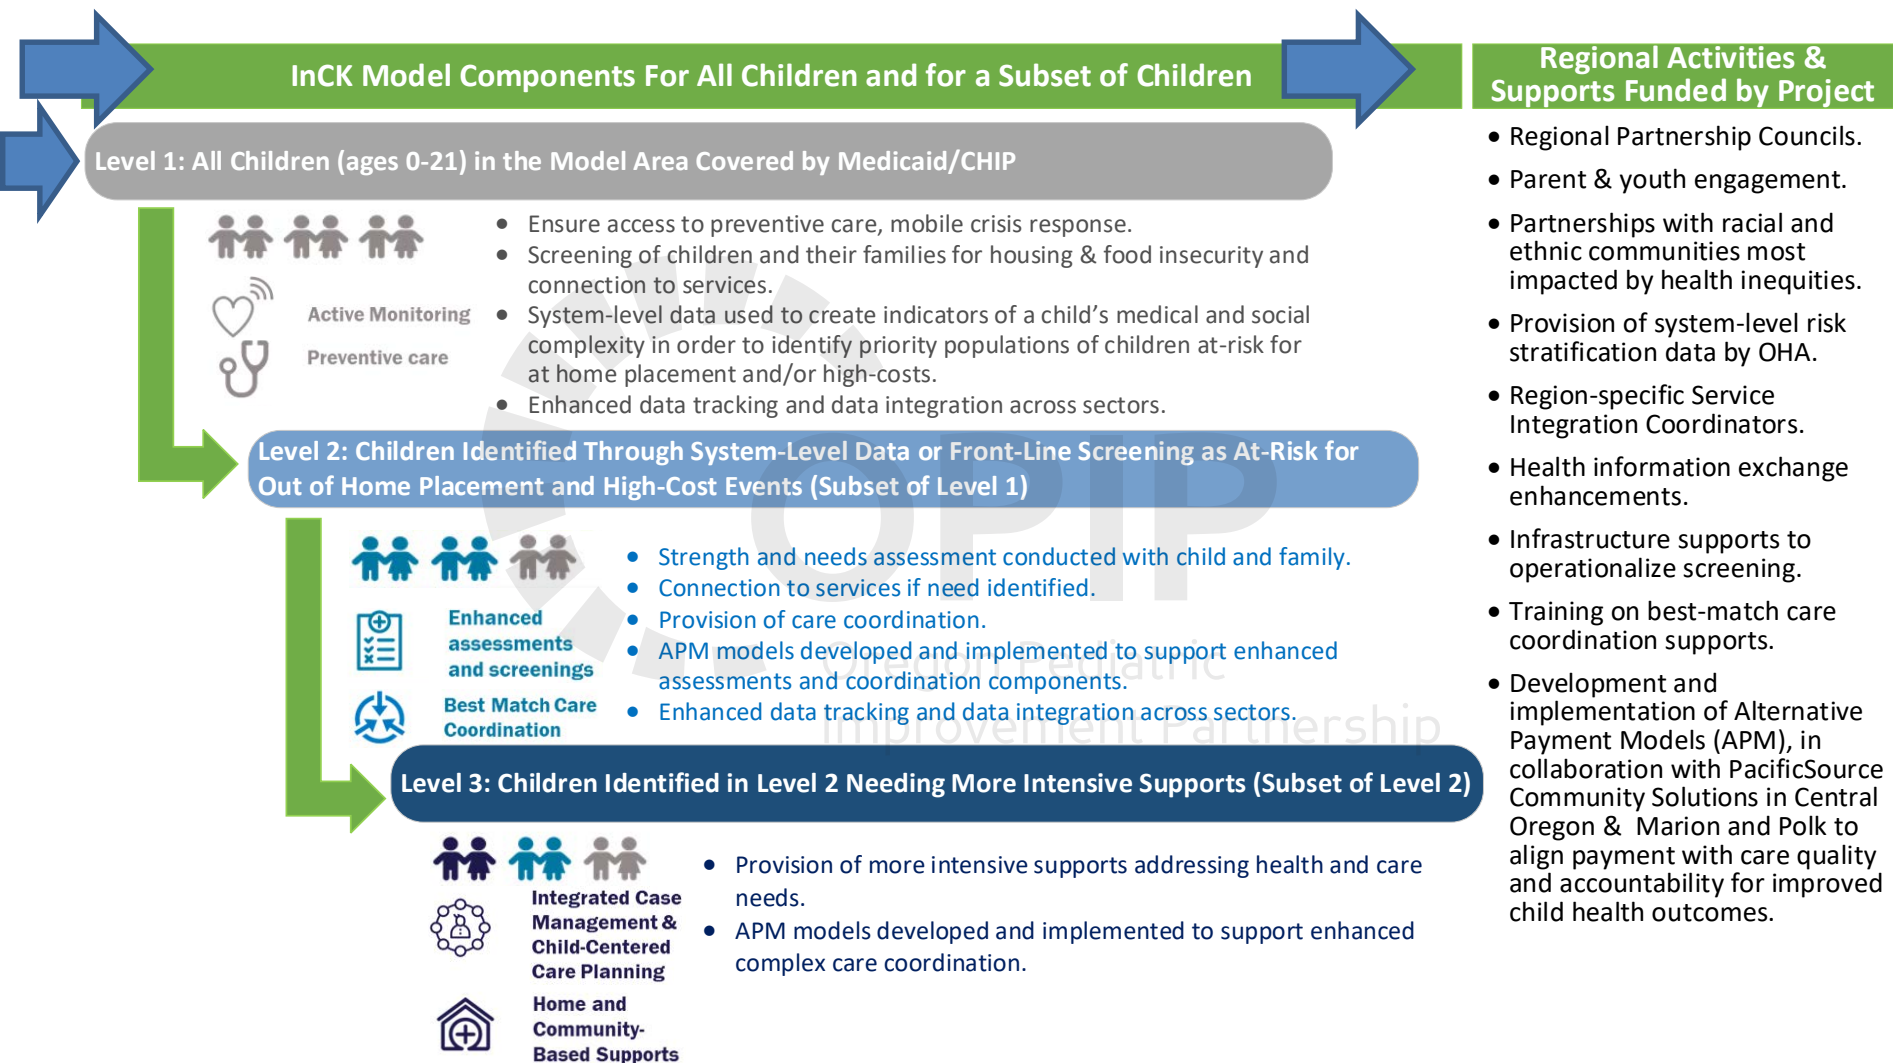 InCK Model Components For All Children and for a Subset of Children
Level 1: All Children (ages 0-21) in the Model Area Covered by Medicaid/CHIP
Active Monitoring
Preventive care
• Ensure access to preventive care, mobile crisis response.
• Screening of children and their families for housing & food insecurity and
connection to services.
• System-level data used to create indicators of a child's medical and social
complexity in order to identify priority populations of children at-risk for
at home placement and/or high-costs.
• Enhanced data tracking and data integration across sectors.
Level 2: Children Identified Through System-Level Data or Front-Line Screening as At-Risk for
Out of Home Placement and High-Cost Events (Subset of Level 1)
Enhanced
assessments
and screenings
Best Match Care
Coordination
• Strength and needs assessment conducted with child and family.
• Connection to services if need identified.
• Provision of care coordination.
• APM models developed and implemented to support enhanced
assessments and coordination components.
• Enhanced data tracking and data integration across sectors.
Level 3: Children Identified in Level 2 Needing More Intensive Supports (Subset of Level 2)
Integrated Case
Management &
Child-Centered
Care Planning
Home and
Community-
Based Supports
• Provision of more intensive supports addressing health and care
needs.
• APM models developed and implemented to support enhanced
complex care coordination.
Regional Activities &
Supports Funded by Project
• Regional Partnership Councils.
• Parent & youth engagement.
• Partnerships with racial and
ethnic communities most
impacted by health inequities.
• Provision of system-level risk
stratification data by OHA.
• Region-specific Service
Integration Coordinators.
• Health information exchange
enhancements.
• Infrastructure supports to
operationalize screening.
• Training on best-match care
coordination supports.
• Development and
implementation of Alternative
Payment Models (APM), in
collaboration with PacificSource
Community Solutions in Central
Oregon & Marion and Polk to
align payment with care quality
and accountability for improved
child health outcomes.
OPIP
Oregon Pediatric
Improvement Partnership